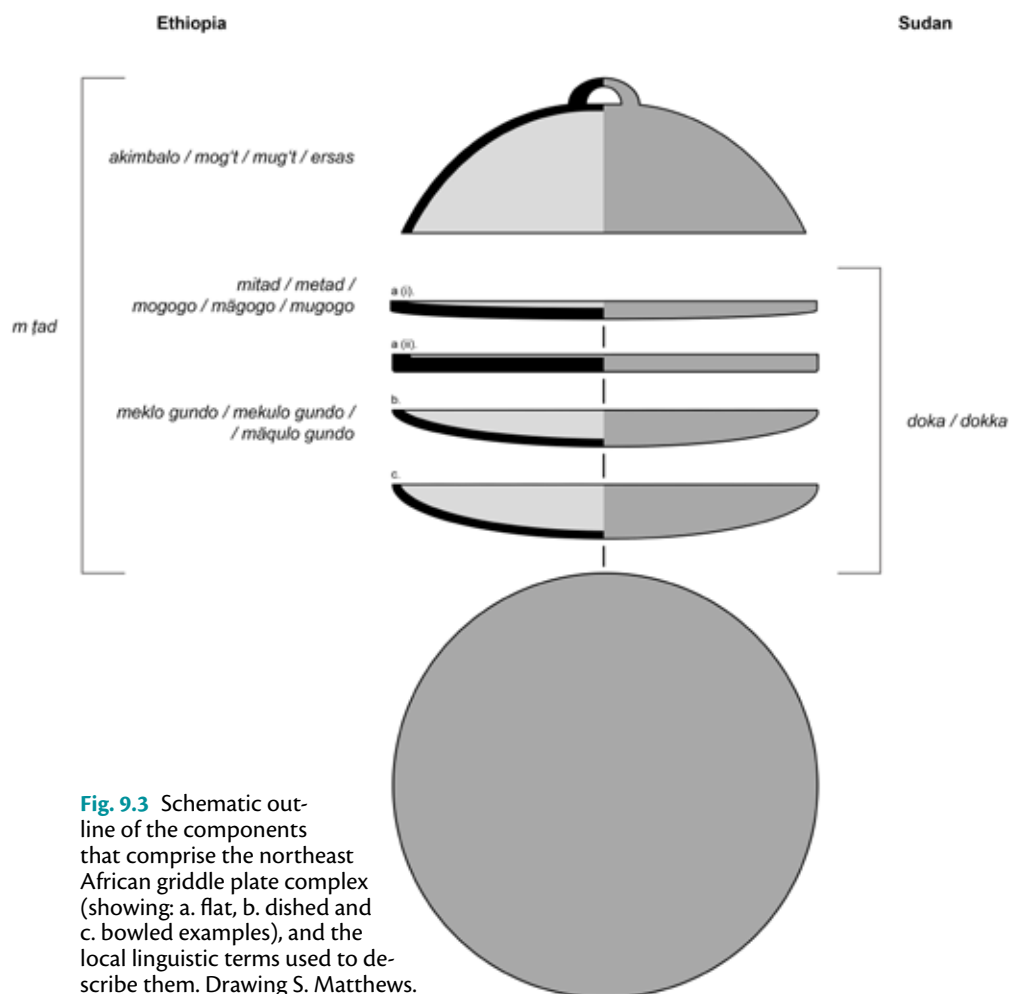 Ethiopia
Sudan
akimbalo / mog't / mug't / ersas
mitad / metad /
mogogo / mägogo / mugogo
m ṭad
meklo gundo / mekulo gundo /
/ mäqulo gundo
a (i).
a (ii).
b.
c.
doka / dokka
Fig. 9.3 Schematic out-
line of the components
that comprise the northeast
African griddle plate complex
(showing: a. flat, b. dished and
c. bowled examples), and the
local linguistic terms used to de-
scribe them. Drawing S. Matthews.